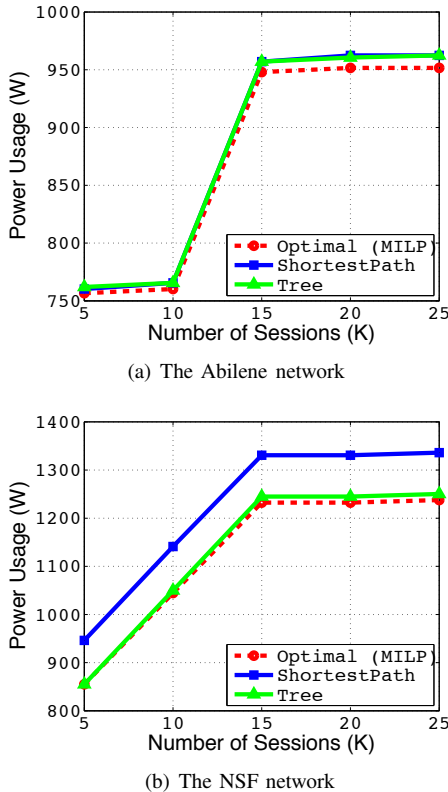 1000
950
900
850
800
750
Power Usage (W)
Optimal (MILP)
ShortestPath
Tree
5 10 15 20 25
Number of Sessions (K)
(a) The Abilene network
1400
1300
1200
1100
1000
900
800
Power Usage (W)
Optimal (MILP)
ShortestPath
Tree
5 10 15 20 25
Number of Sessions (K)
(b) The NSF network